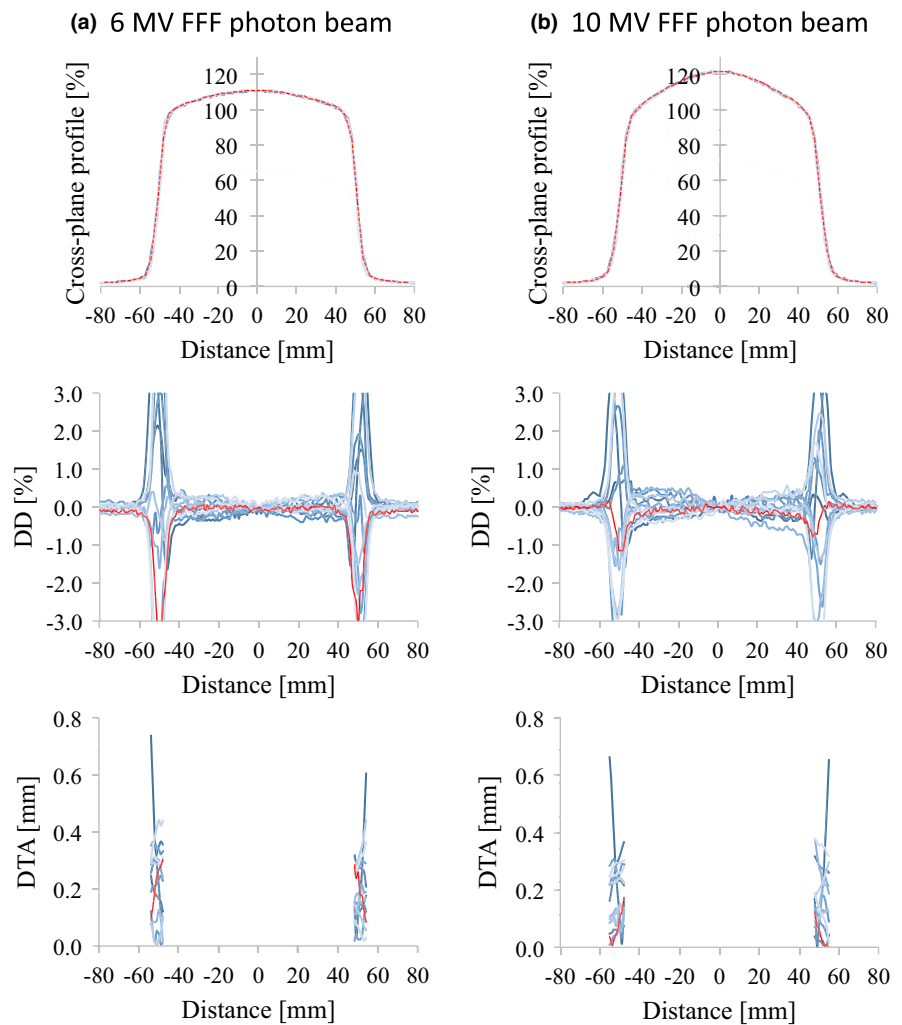 (a) 6 MV FFF photon beam
Cross-plane profile [%]
120
100
80
60
40
20
0
-80 -60 -40 -20 0 20 40 60 80
Distance [mm]
(b) 10 MV FFF photon beam
Cross-plane profile [%]
120
100
80
60
40
20
0
-80 -60 -40 -20 0 20 40 60 80
Distance [mm]
DD [%]
3.0
2.0
1.0
0.0
-1.0
-2.0
-3.0
-80 -60 -40 -20 0 20 40 60 80
Distance [mm]
DD [%]
3.0
2.0
1.0
0.0
-1.0
-2.0
-3.0
-80 -60 -40 -20 0 20 40 60 80
Distance [mm]
DTA [mm]
0.8
0.6
0.4
0.2
0.0
-80 -60 -40 -20 0 20 40 60 80
Distance [mm]
DTA [mm]
0.8
0.6
0.4
0.2
0.0
-80 -60 -40 -20 0 20 40 60 80
Distance [mm]